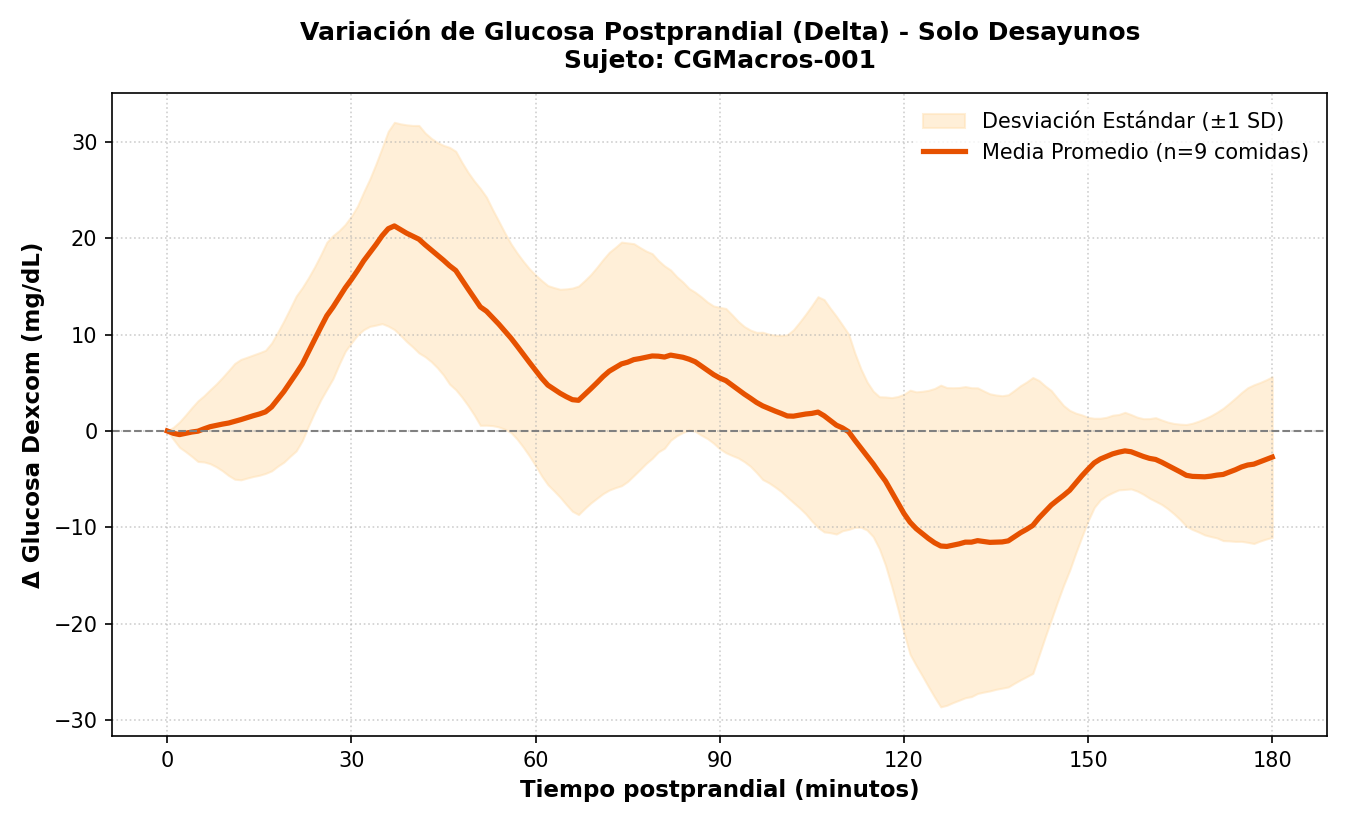 Variación de Glucosa Postprandial (Delta) - Solo Desayunos
Sujeto: CGMacros-001
Desviación Estándar (±1 SD)
Media Promedio (n=9 comidas)
Δ Glucosa Dexcom (mg/dL)
30
20
10
0
−10
−20
−30
0 30 60 90 120 150 180
Tiempo postprandial (minutos)